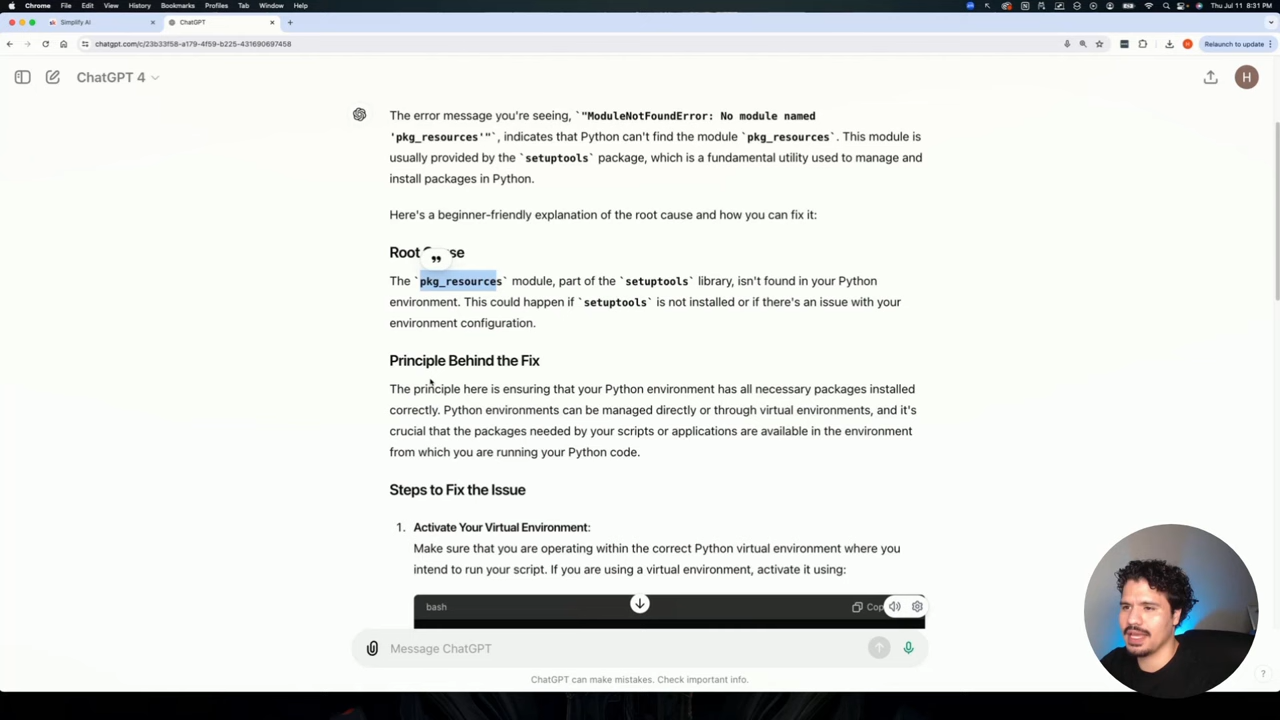 Chrome File Edit View History Bookmarks Profiles Tab Window Help Thu Jul 11 8:31 PM
Simplify AI ChatGPT
chatgpt.com/c/23b33f58-a179-4f59-b225-431690697458 Relaunch to update
ChatGPT 4 H
The error message you're seeing, `"ModuleNotFoundError: No module named
'pkg_resources'"`, indicates that Python can't find the module `pkg_resources`. This module is
usually provided by the `setuptools` package, which is a fundamental utility used to manage and
install packages in Python.
Here's a beginner-friendly explanation of the root cause and how you can fix it:
Root
The `pkg_resources` module, part of the `setuptools` library, isn't found in your Python
environment. This could happen if `setuptools` is not installed or if there's an issue with your
environment configuration.
Principle Behind the Fix
The principle here is ensuring that your Python environment has all necessary packages installed
correctly. Python environments can be managed directly or through virtual environments, and it's
crucial that the packages needed by your scripts or applications are available in the environment
from which you are running your Python code.
Steps to Fix the Issue
1. Activate Your Virtual Environment:
Make sure that you are operating within the correct Python virtual environment where you
intend to run your script. If you are using a virtual environment, activate it using:
bash Cop
Message ChatGPT
ChatGPT can make mistakes. Check important info. ?